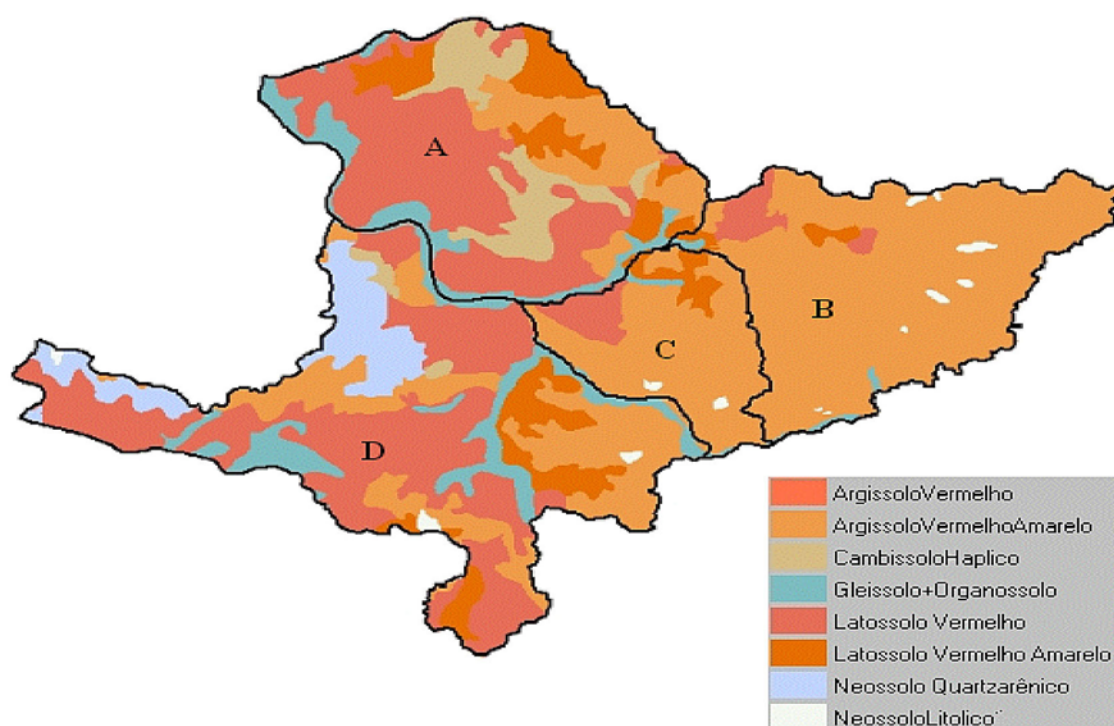 A
B
C
D
ArgissoloVermelho
ArgissoloVermelhoAmarelo
CambissoloHaplico
Gleissolo+Organossolo
Latossolo Vermelho
Latossolo Vermelho Amarelo
Neossolo Quartzarênico
NeossoloLitolico¨